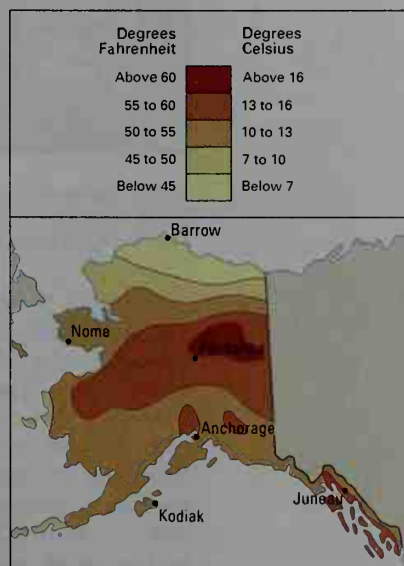 Degrees Fahrenheit
Degrees Celsius
Above 60
Above 16
55 to 60
13 to 16
50 to 55
10 to 13
45 to 50
7 to 10
Below 45
Below 7
Barrow
Nome
Anchorage
Juneau
Kodiak